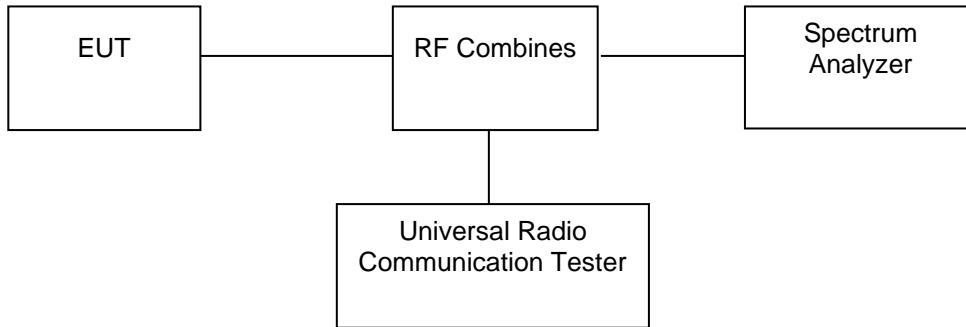 EUT
RF Combines
Spectrum
Analyzer
Universal Radio
Communication Tester